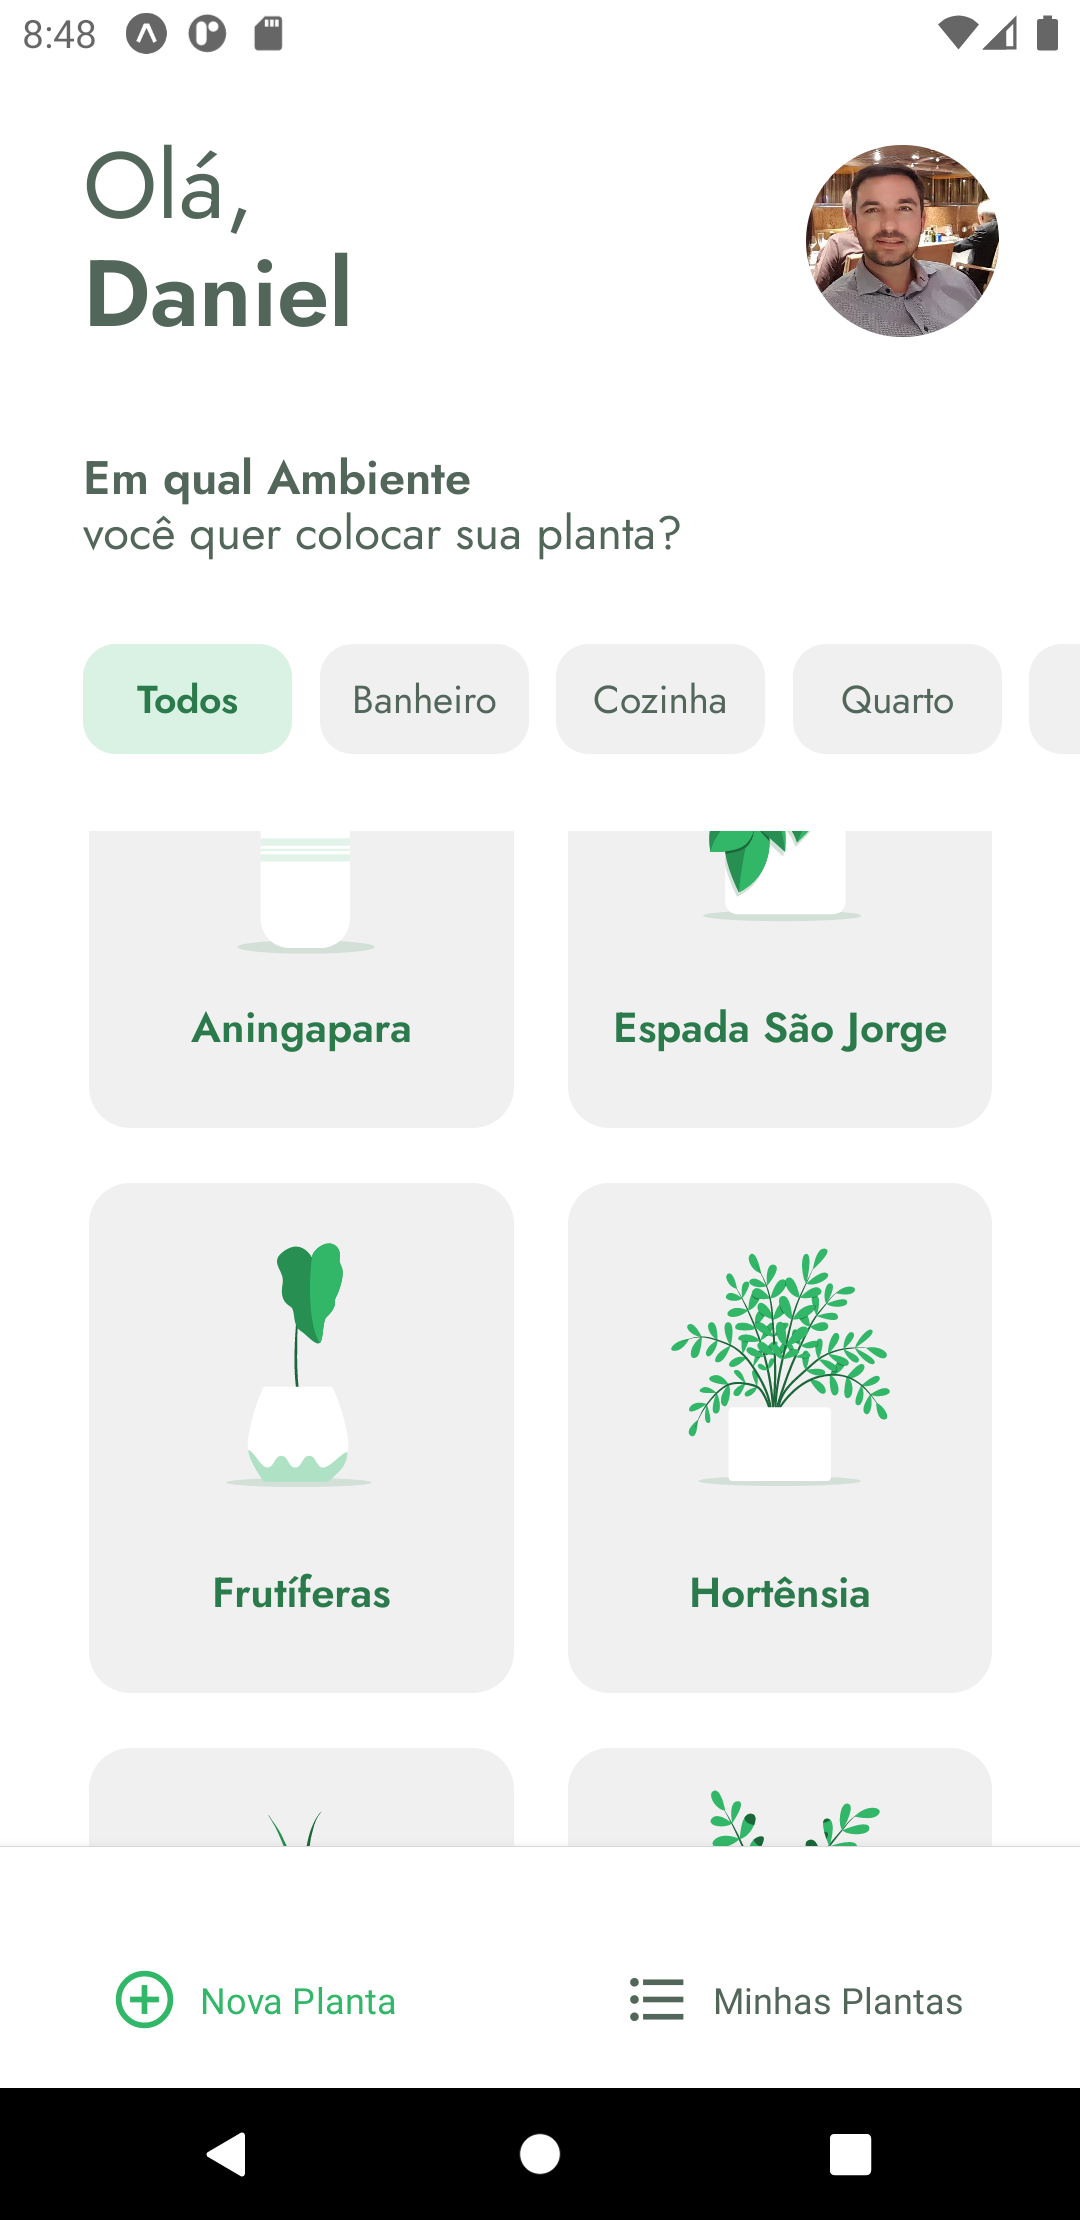 8:48
Olá,
Daniel
Em qual Ambiente
você quer colocar sua planta?
Todos
Banheiro
Cozinha
Quarto
Aningapara
Espada São Jorge
Frutíferas
Hortênsia
Nova Planta
Minhas Plantas